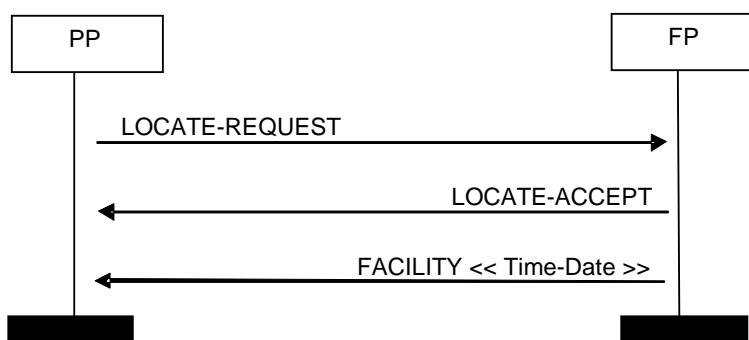 PP
FP
LOCATE-REQUEST
LOCATE-ACCEPT
FACILITY << Time-Date >>